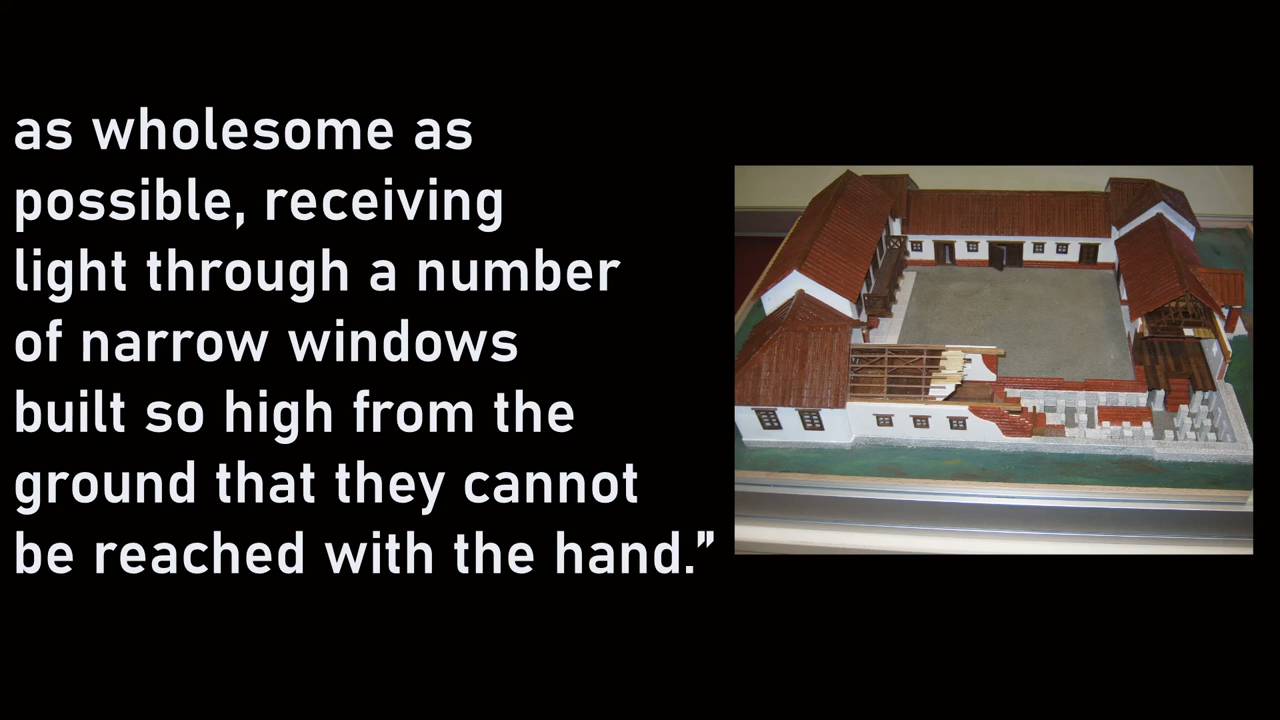 as wholesome as
possible, receiving
light through a number
of narrow windows
built so high from the
ground that they cannot
be reached with the hand.”